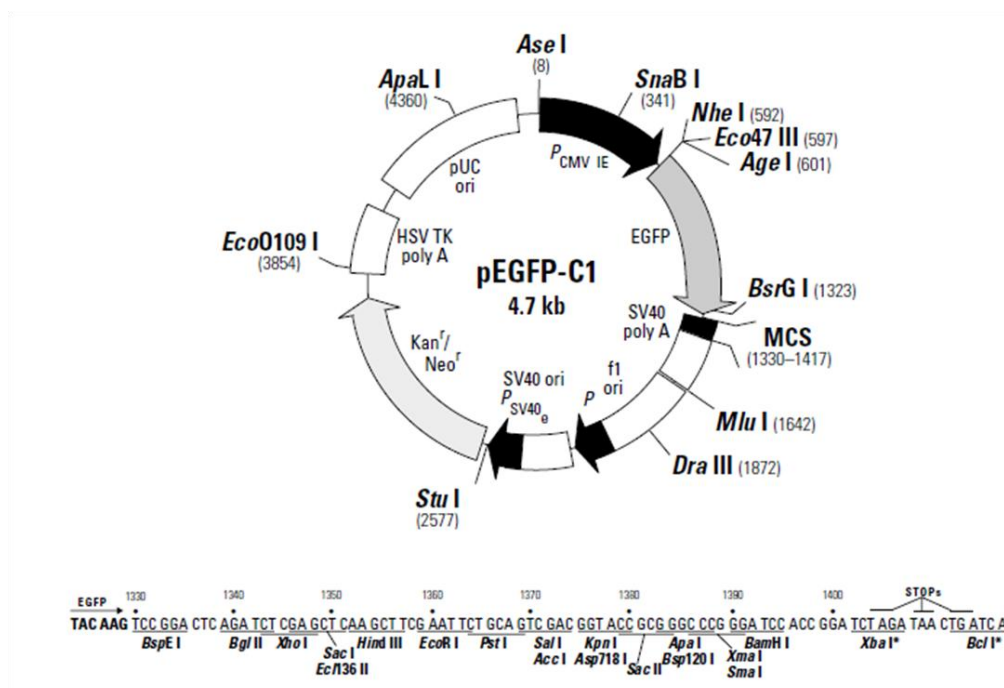 Ase I
(8)
ApaL I
(4360)
SnaB I
(341)
Nhe I (592)
Eco47 III (597)
Age I (601)
P CMV IE
pUC
ori
EGFP
HSV TK
poly A
EcoO109 I
(3854)
pEGFP-C1
4.7 kb
BsrG I (1323)
SV40
poly A
MCS
(1330–1417)
Kanr/
Neor
f1
ori
P
SV40 ori
P SV40e
Mlu I (1642)
Dra III (1872)
Stu I
(2577)
EGFP 1330 1340 1350 1360 1370 1380 1390 1400 STOPs
TAC AAG TCC GGA CTC AGA TCT CGA GCT CAA GCT TCG AAT TCT GCA GTC GAC GGT ACC GCG GGC CCG GGA TCC ACC GGA TCT AGA TAA CTG ATC A
BspE I Bgl II Xho I Hind III EcoR I Pst I Sal I Kpn I Apa I BamH I Xba I* Bcl I*
Sac I Acc I Asp718 I Sac II Bsp120 I Xma I
Ecl136 II Sma I